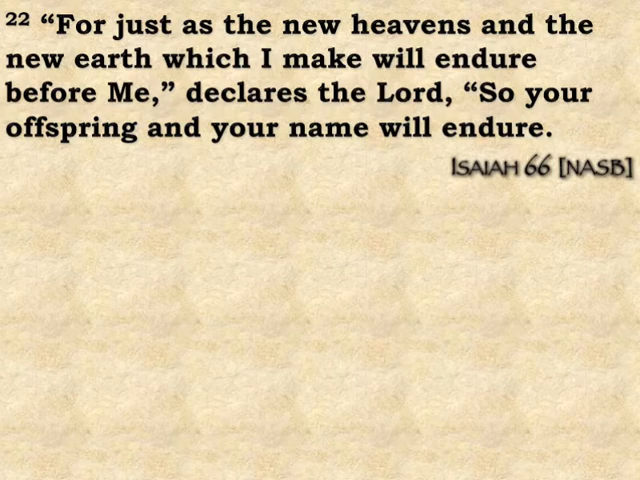 22 “For just as the new heavens and the
new earth which I make will endure
before Me,” declares the Lord, “So your
offspring and your name will endure.
Isaiah 66 [NASB]